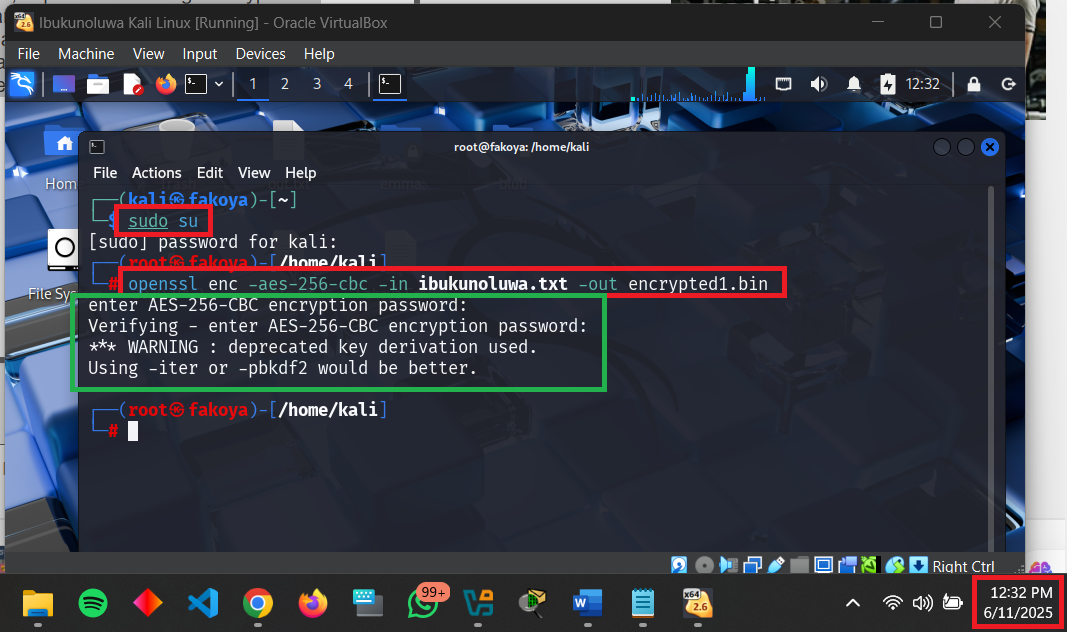 Ibukunoluwa Kali Linux [Running] - Oracle VirtualBox
File Machine View Input Devices Help
1 2 3 4 12:32
root@fakoya: /home/kali
File Actions Edit View Help
Home
File Sys
┌──(kali㉿fakoya)-[~]
└─$ sudo su
[sudo] password for kali:
┌──(root㉿fakoya)-[/home/kali]
└─# openssl enc -aes-256-cbc -in ibukunoluwa.txt -out encrypted1.bin
enter AES-256-CBC encryption password:
Verifying - enter AES-256-CBC encryption password:
*** WARNING : deprecated key derivation used.
Using -iter or -pbkdf2 would be better.
┌──(root㉿fakoya)-[/home/kali]
└─#
Right Ctrl
99+
x64
2.6
12:32 PM
6/11/2025